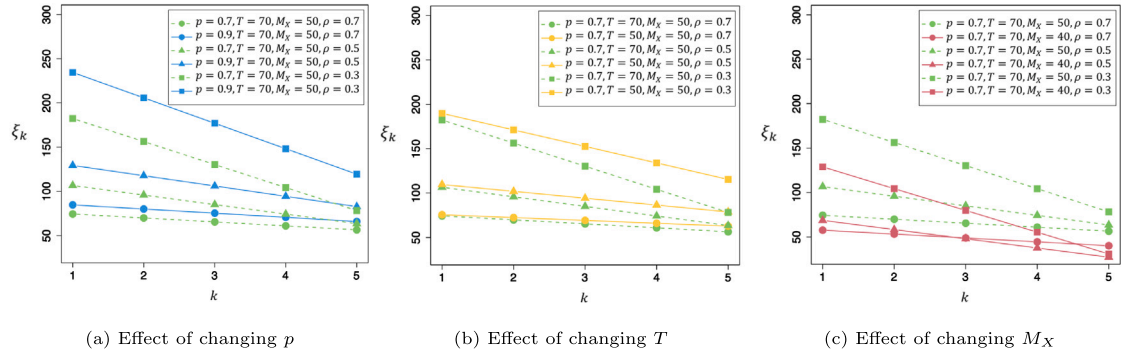 300
250
200
150
100
50
ξk
1 2 3 4 5
k
p = 0.7, T = 70, MX = 50, ρ = 0.7
p = 0.9, T = 70, MX = 50, ρ = 0.7
p = 0.7, T = 70, MX = 50, ρ = 0.5
p = 0.9, T = 70, MX = 50, ρ = 0.5
p = 0.7, T = 70, MX = 50, ρ = 0.3
p = 0.9, T = 70, MX = 50, ρ = 0.3
(a) Effect of changing p
300
250
200
150
100
50
ξk
1 2 3 4 5
k
p = 0.7, T = 70, MX = 50, ρ = 0.7
p = 0.7, T = 50, MX = 50, ρ = 0.7
p = 0.7, T = 70, MX = 50, ρ = 0.5
p = 0.7, T = 50, MX = 50, ρ = 0.5
p = 0.7, T = 70, MX = 50, ρ = 0.3
p = 0.7, T = 50, MX = 50, ρ = 0.3
(b) Effect of changing T
300
250
200
150
100
50
ξk
1 2 3 4 5
k
p = 0.7, T = 70, MX = 50, ρ = 0.7
p = 0.7, T = 70, MX = 40, ρ = 0.7
p = 0.7, T = 70, MX = 50, ρ = 0.5
p = 0.7, T = 70, MX = 40, ρ = 0.5
p = 0.7, T = 70, MX = 50, ρ = 0.3
p = 0.7, T = 70, MX = 40, ρ = 0.3
(c) Effect of changing MX